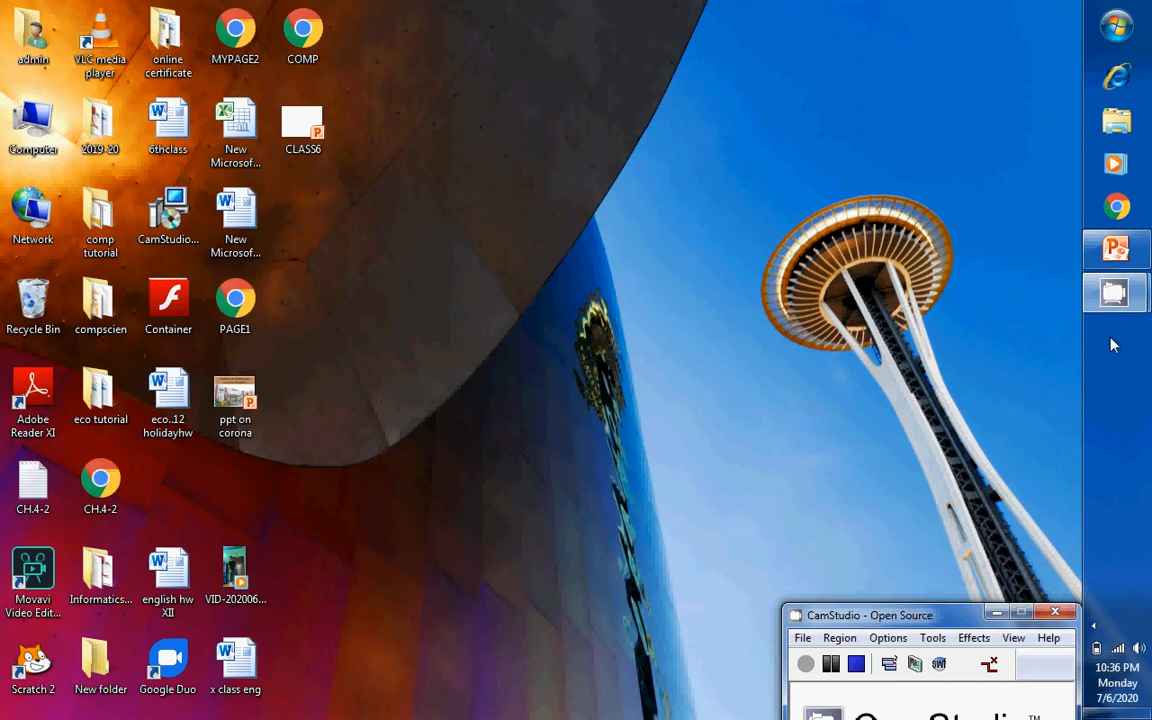 admin
VLC media
player
online
certificate
MYPAGE2
COMP
Computer
2019-20
6thclass
New
Microsof...
CLASS6
Network
comp
tutorial
CamStudio...
New
Microsof...
Recycle Bin
compscien
Container
PAGE1
Adobe
Reader XI
eco tutorial
eco..12
holidayhw
ppt on
corona
CH.4-2
CH.4-2
Movavi
Video Edit...
Informatics...
english hw
XII
VID-202006...
Scratch 2
New folder
Google Duo
x class eng
CamStudio - Open Source
File Region Options Tools Effects View Help
SWF
10:36 PM
Monday
7/6/2020